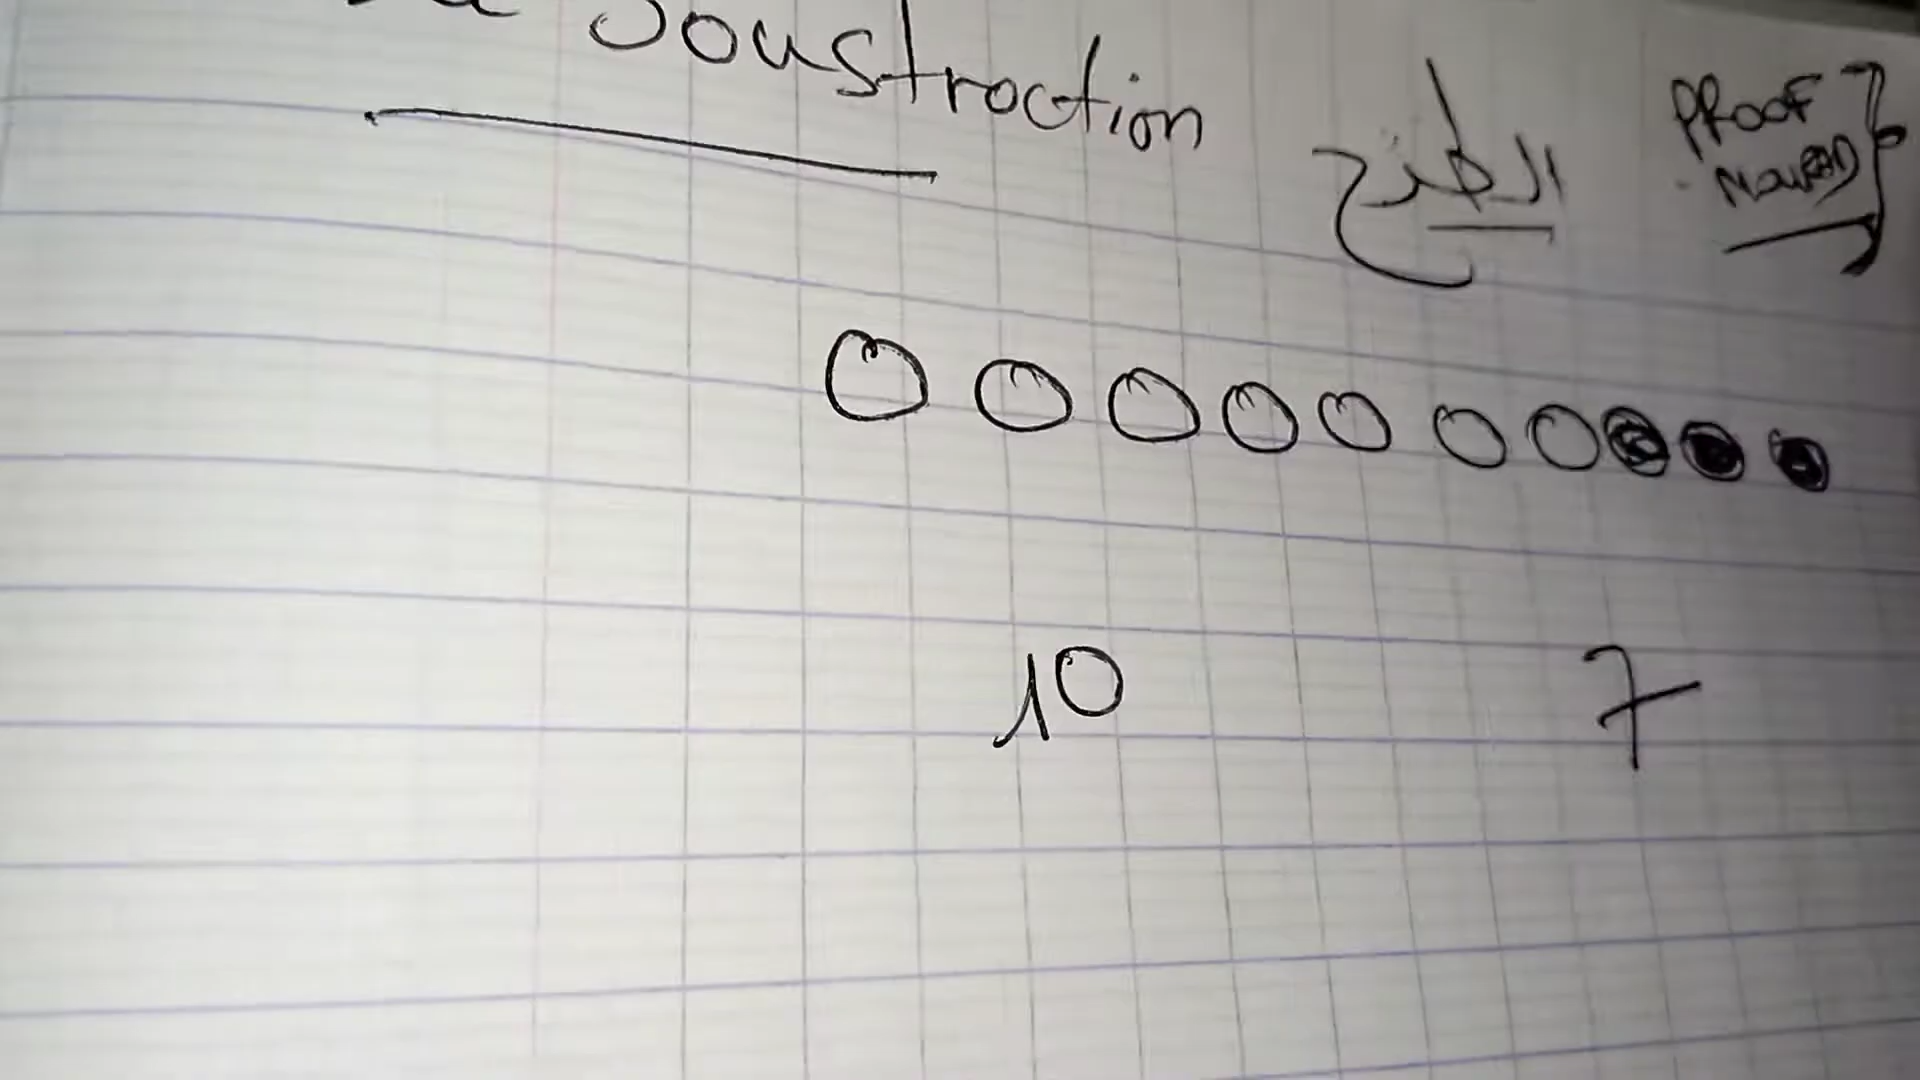 Soustraction
الطرح
PROOF
MOURAD
10 7